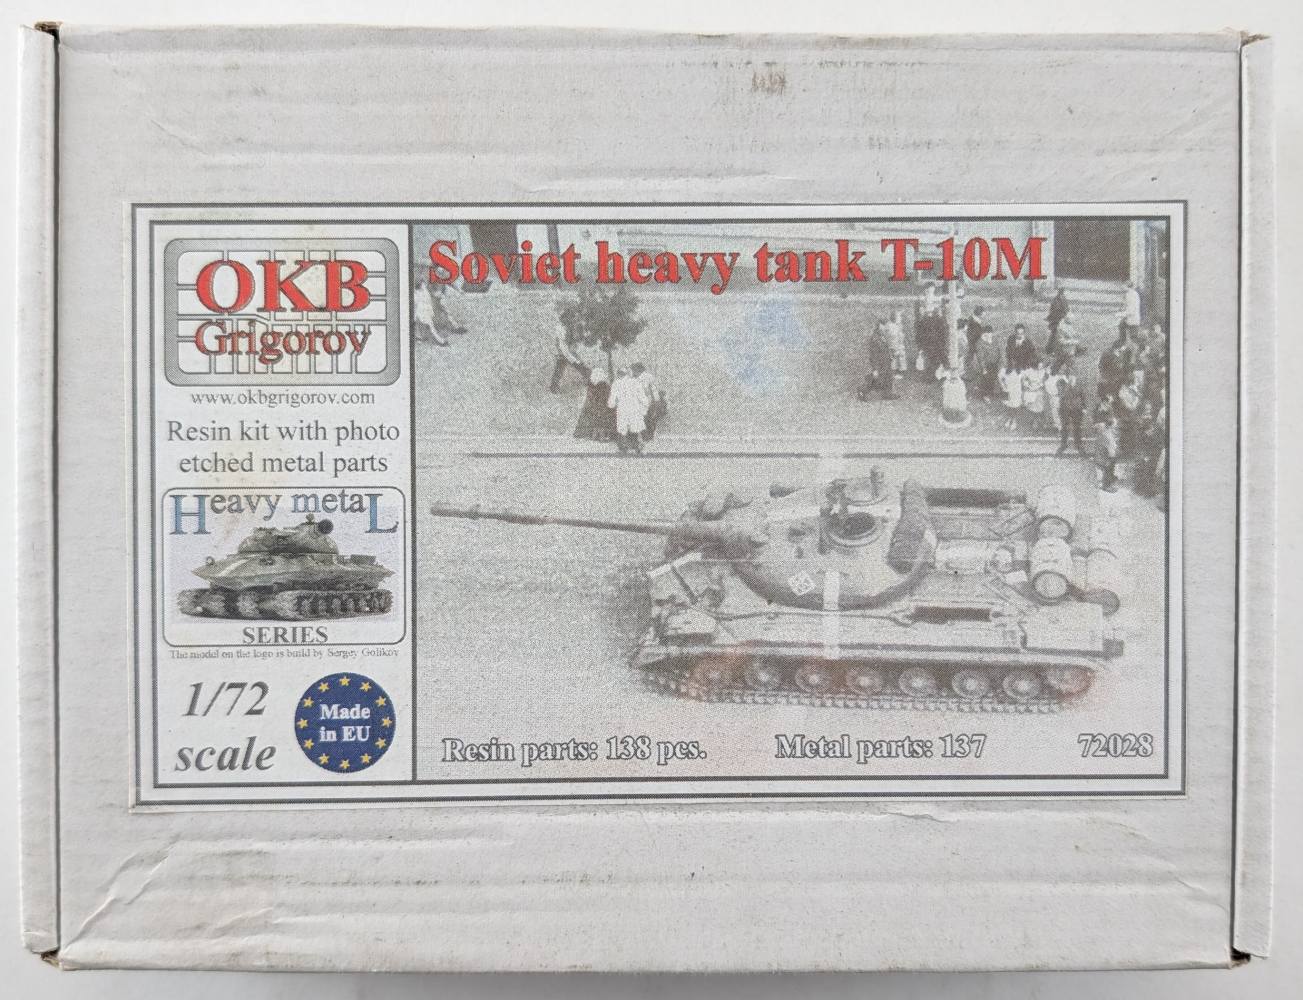 OKB
Grigorov
www.okbgrigorov.com
Resin kit with photo
etched metal parts
Heavy metaL
SERIES
The model on the logo is build by Sergey Golikov
1/72
scale
Made
in EU
Soviet heavy tank T-10M
Resin parts: 138 pcs.
Metal parts: 137
72028